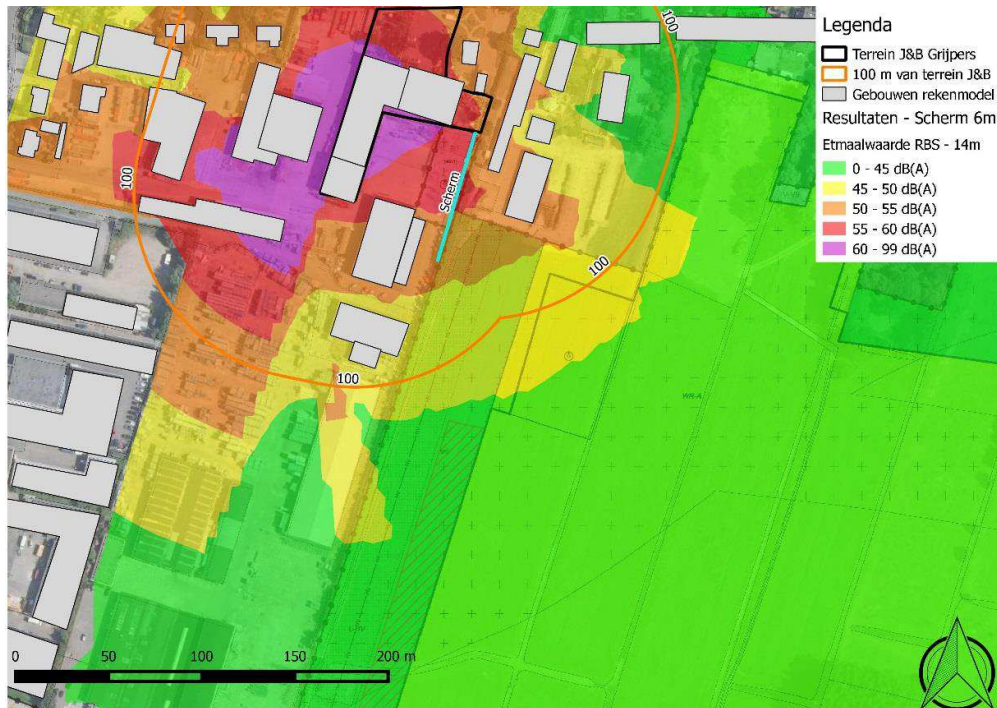 Legenda
Terrein J&B Grijpers
100 m van terrein J&B
Gebouwen rekenmodel
Resultaten - Scherm 6m
Etmaalwaarde RBS - 14m
0 - 45 dB(A)
45 - 50 dB(A)
50 - 55 dB(A)
55 - 60 dB(A)
60 - 99 dB(A)
100
100
Scherm
100
100
WR-A
0 50 100 150 200 m